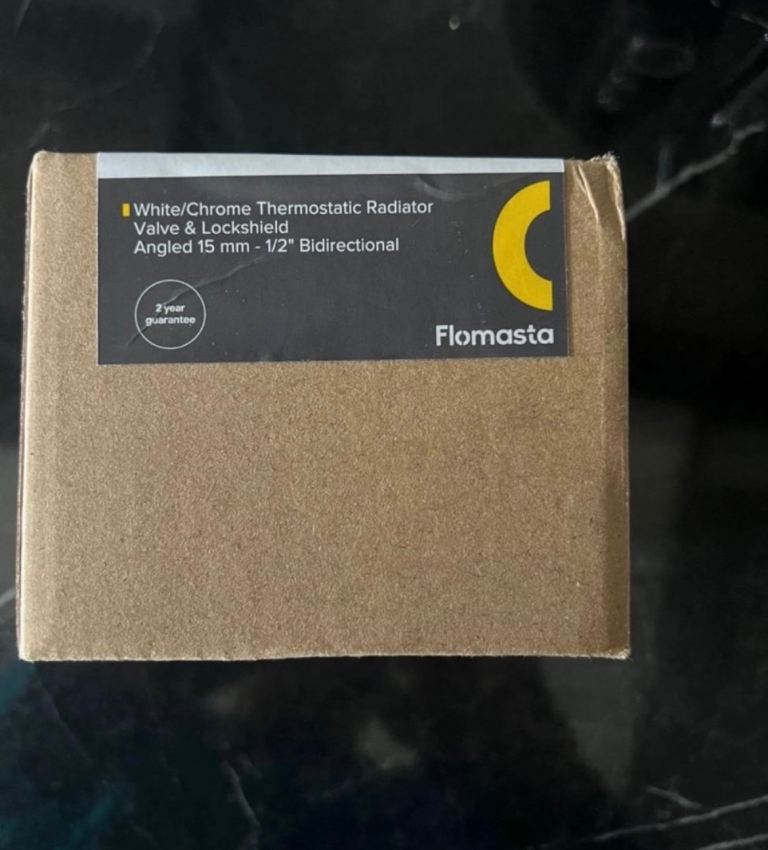 White/Chrome Thermostatic Radiator
Valve & Lockshield
Angled 15 mm - 1/2" Bidirectional
2 year
guarantee
Flomasta